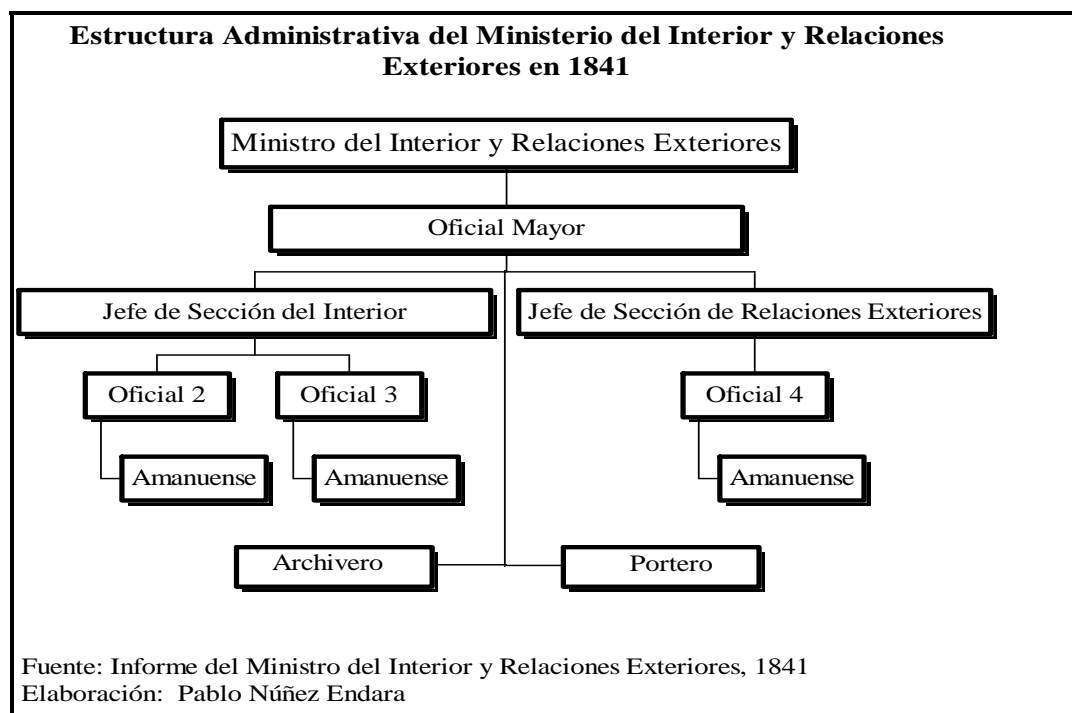 Estructura Administrativa del Ministerio del Interior y Relaciones
Exteriores en 1841
Ministro del Interior y Relaciones Exteriores
Oficial Mayor
Jefe de Sección del Interior
Jefe de Sección de Relaciones Exteriores
Oficial 2
Oficial 3
Oficial 4
Amanuense
Amanuense
Amanuense
Archivero
Portero
Fuente: Informe del Ministro del Interior y Relaciones Exteriores, 1841
Elaboración: Pablo Núñez Endara